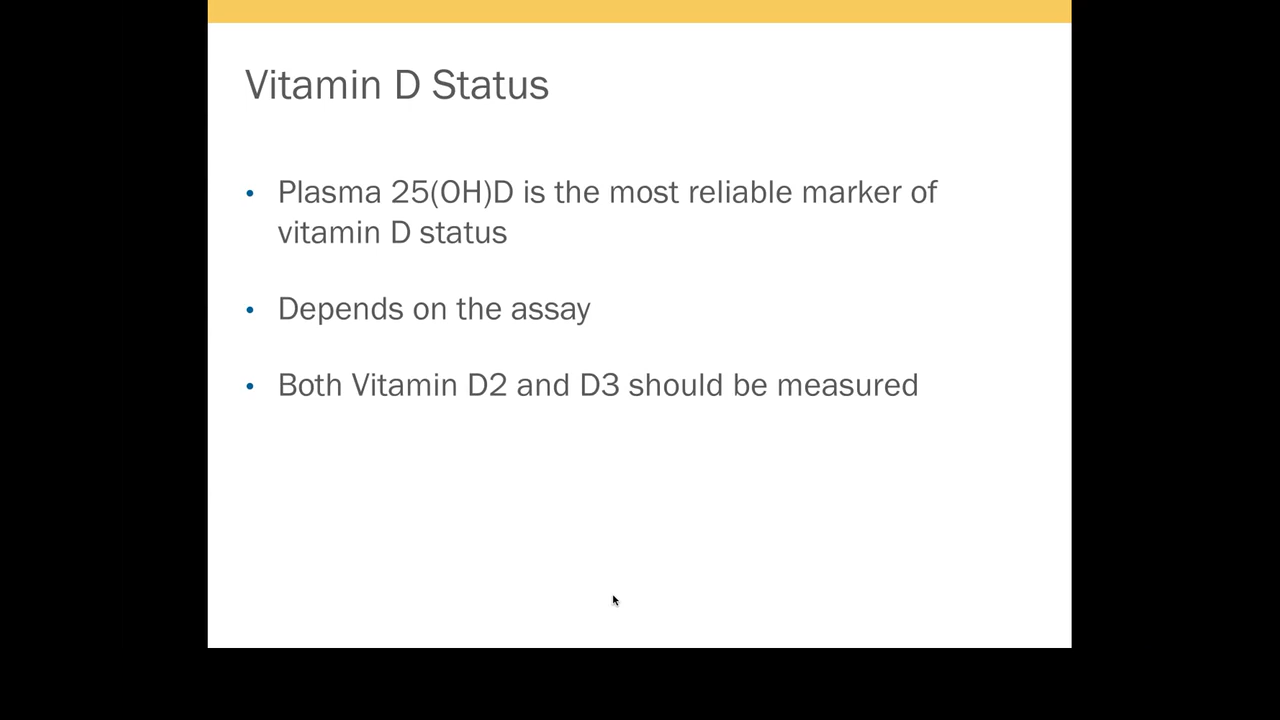 Vitamin D Status
• Plasma 25(OH)D is the most reliable marker of
vitamin D status
• Depends on the assay
• Both Vitamin D2 and D3 should be measured